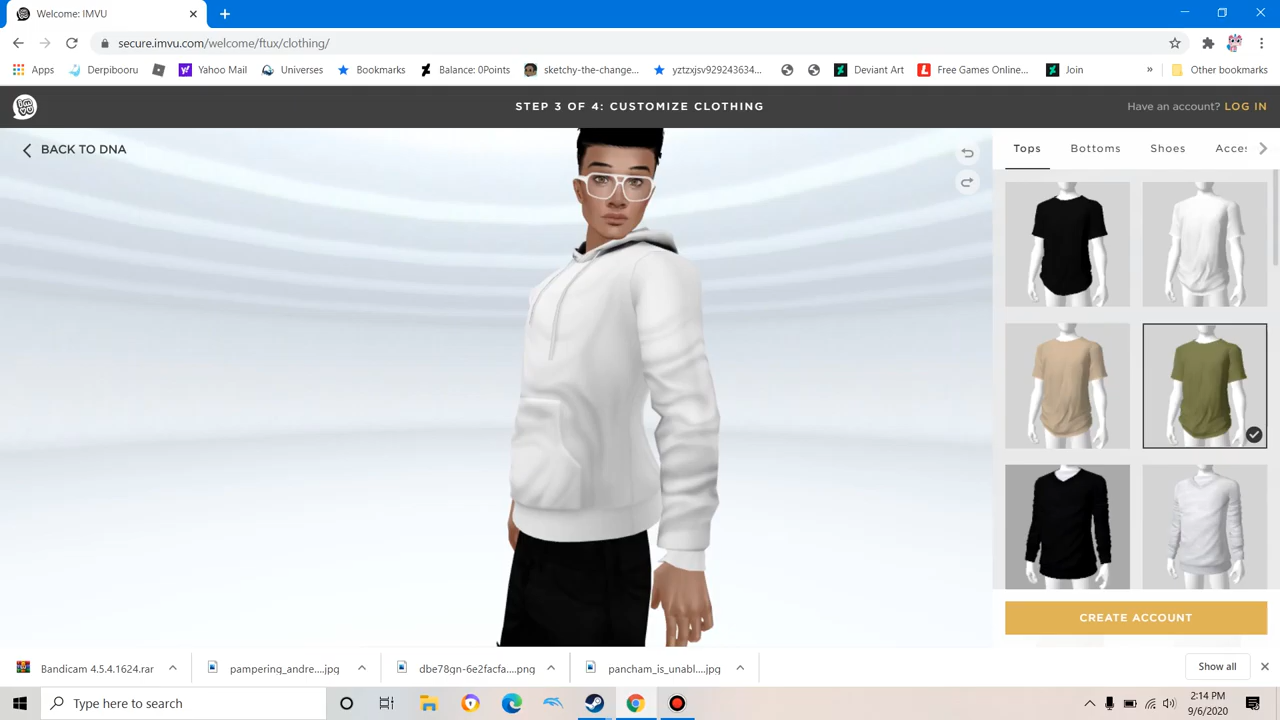 Welcome: IMVU
secure.imvu.com/welcome/ftux/clothing/
Apps Derpibooru Yahoo Mail Universes Bookmarks Balance: 0Points sketchy-the-change... yztzxjsv929243634... Deviant Art Free Games Online... Join » Other bookmarks
STEP 3 OF 4: CUSTOMIZE CLOTHING
Have an account? LOG IN
BACK TO DNA
Tops Bottoms Shoes Acces
CREATE ACCOUNT
Bandicam 4.5.4.1624.rar pampering_andre....jpg dbe78qn-6e2facfa....png pancham_is_unabl....jpg Show all
Type here to search
2:14 PM
9/6/2020